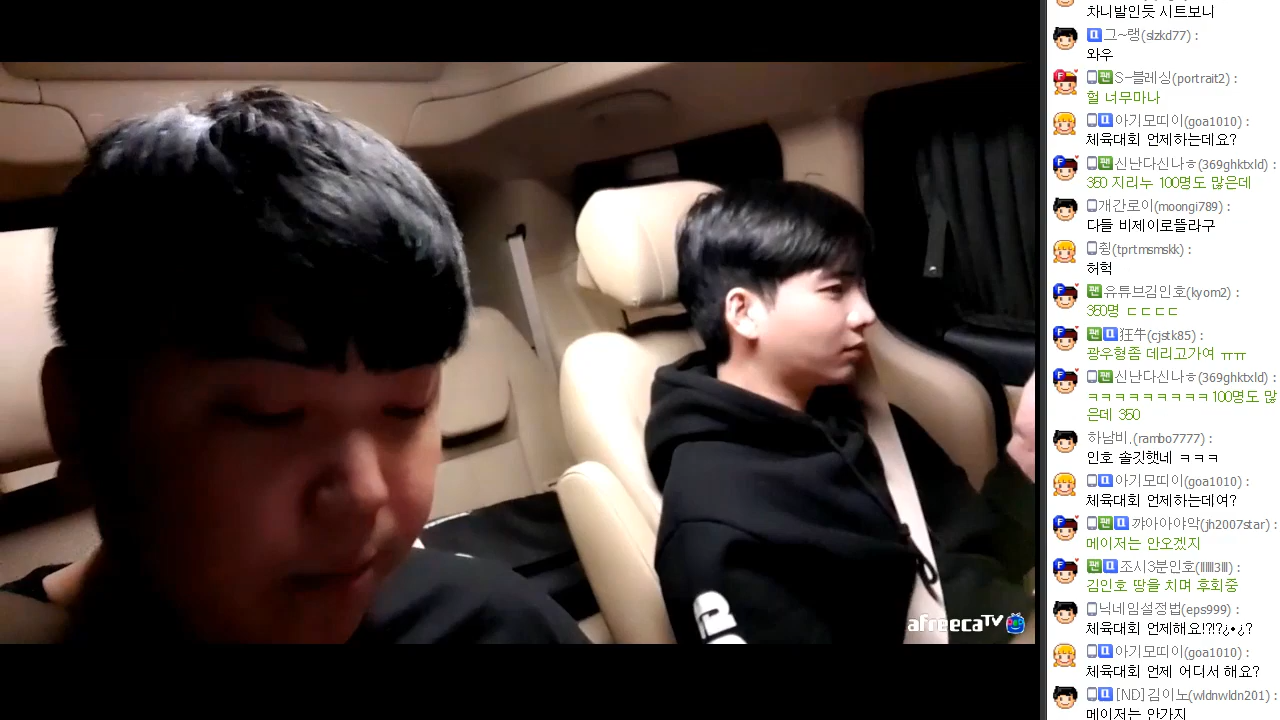 차니발인듯 시트보니
그~랭(slzkd77) :
와우
S-블레싱(portrait2) :
헐 너무마나
아기모띠이(goa1010) :
체육대회 언제하는데요?
신난다신나ㅎ(369ghktxld) :
350 지리누 100명도 많은데
개간로이(moongi789) :
다들 비제이로뜰라구
(tprtmsmskk) :
허헉
유튜브김인호(kyom2) :
350명 ㄷㄷㄷㄷ
狂牛(cjstk85) :
광우형좀 데리고가여 ㅠㅠ
신난다신나ㅎ(369ghktxld) :
ㅋㅋㅋㅋㅋㅋㅋㅋㅋ100명도 많
은데 350
하남비.(rambo7777) :
인호 솔깃햇네 ㅋㅋㅋ
아기모띠이(goa1010) :
체육대회 언제하는데여?
꺄아아야악(jh2007star) :
메이저는 안오겠지
조시3분인호(llllll3lll) :
김인호 땅을 치며 후회중
닉네임설정법(eps999) :
체육대회 언제해요!?!?¿•¿?
아기모띠이(goa1010) :
체육대회 언제 어디서 해요?
[ND]김이노(wldnwldn201) :
메이저는 안가지
afreecaTV